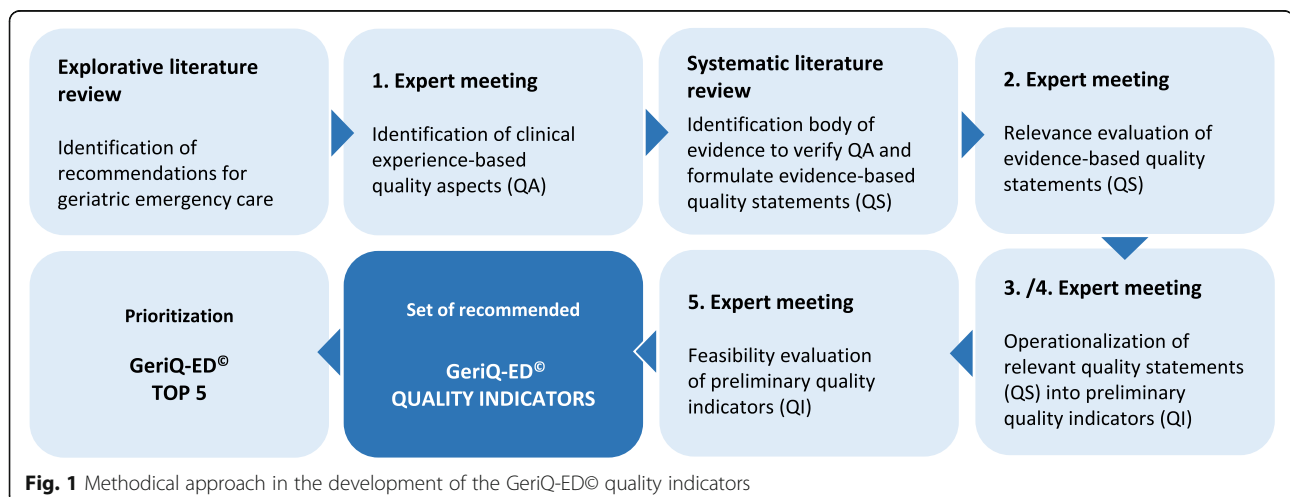 Explorative literature
review
Identification of
recommendations for
geriatric emergency care
1. Expert meeting
Identification of clinical
experience-based
quality aspects (QA)
Systematic literature
review
Identification body of
evidence to verify QA and
formulate evidence-based
quality statements (QS)
2. Expert meeting
Relevance evaluation of
evidence-based quality
statements (QS)
3. /4. Expert meeting
Operationalization of
relevant quality statements
(QS) into preliminary
quality indicators (QI)
5. Expert meeting
Feasibility evaluation
of preliminary quality
indicators (QI)
Set of recommended
GeriQ-ED©
QUALITY INDICATORS
Prioritization
GeriQ-ED©
TOP 5
Fig. 1 Methodical approach in the development of the GeriQ-ED© quality indicators